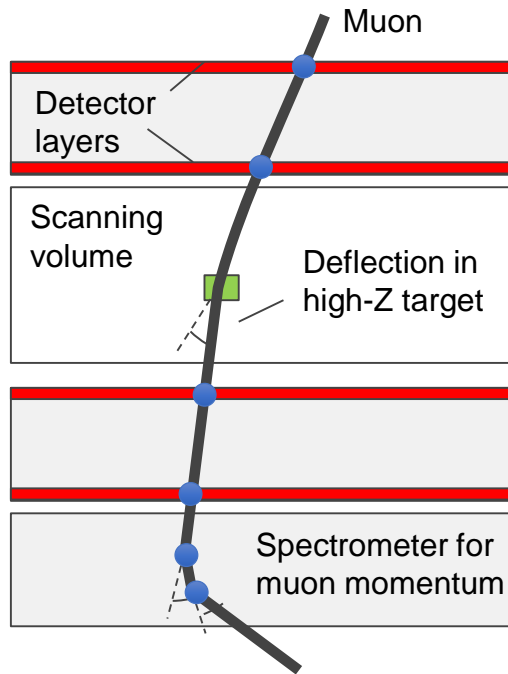 Muon
Detector
layers
Scanning
volume
Deflection in
high-Z target
Spectrometer for
muon momentum